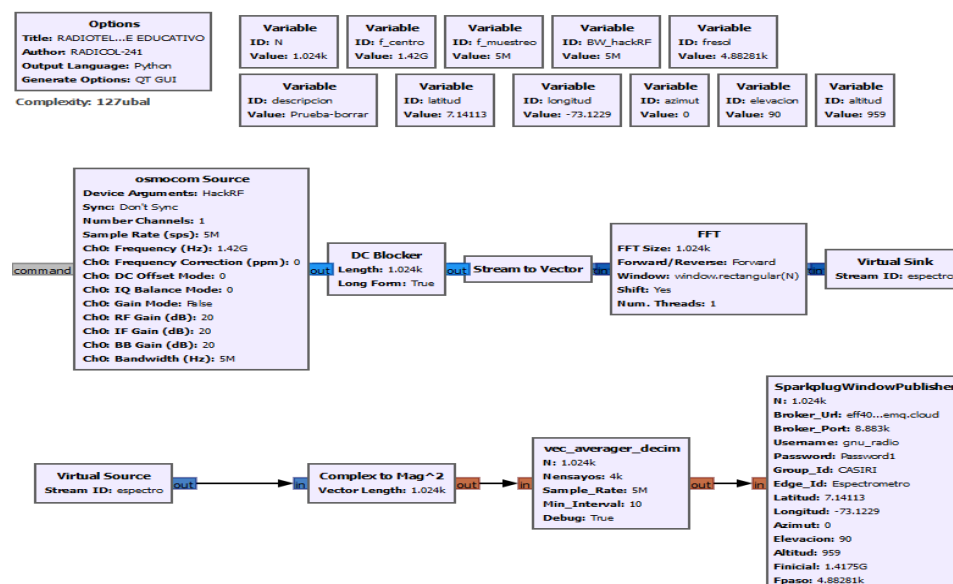 Options
Title: RADIOTEL...E EDUCATIVO
Author: RADICOL-241
Output Language: Python
Generate Options: QT GUI
Complexity: 127ubal
Variable
ID: N
Value: 1.024k
Variable
ID: f_centro
Value: 1.42G
Variable
ID: f_muestreo
Value: 5M
Variable
ID: BW_hackRF
Value: 5M
Variable
ID: fresol
Value: 4.88281k
Variable
ID: descripcion
Value: Prueba-borrar
Variable
ID: latitud
Value: 7.14113
Variable
ID: longitud
Value: -73.1229
Variable
ID: azimut
Value: 0
Variable
ID: elevacion
Value: 90
Variable
ID: altitud
Value: 959
command
osmocom Source
Device Arguments: HackRF
Sync: Don't Sync
Number Channels: 1
Sample Rate (sps): 5M
Ch0: Frequency (Hz): 1.42G
Ch0: Frequency Correction (ppm): 0
Ch0: DC Offset Mode: 0
Ch0: IQ Balance Mode: 0
Ch0: Gain Mode: False
Ch0: RF Gain (dB): 20
Ch0: IF Gain (dB): 20
Ch0: BB Gain (dB): 20
Ch0: Bandwidth (Hz): 5M
out
DC Blocker
Length: 1.024k
Long Form: True
out
Stream to Vector
in
FFT
FFT Size: 1.024k
Forward/Reverse: Forward
Window: window.rectangular(N)
Shift: Yes
Num. Threads: 1
in
Virtual Sink
Stream ID: espectro
Virtual Source
Stream ID: espectro
out
in
Complex to Mag^2
Vector Length: 1.024k
out
in
vec_averager_decim
N: 1.024k
Nensayos: 4k
Sample_Rate: 5M
Min_Interval: 10
Debug: True
out
in
SparkplugWindowPublisher
N: 1.024k
Broker_Url: eff40...emq.cloud
Broker_Port: 8.883k
Username: gnu_radio
Password: Password1
Group_Id: CASIRI
Edge_Id: Espectrometro
Latitud: 7.14113
Longitud: -73.1229
Azimut: 0
Elevacion: 90
Altitud: 959
Finicial: 1.4175G
Fpaso: 4.88281k